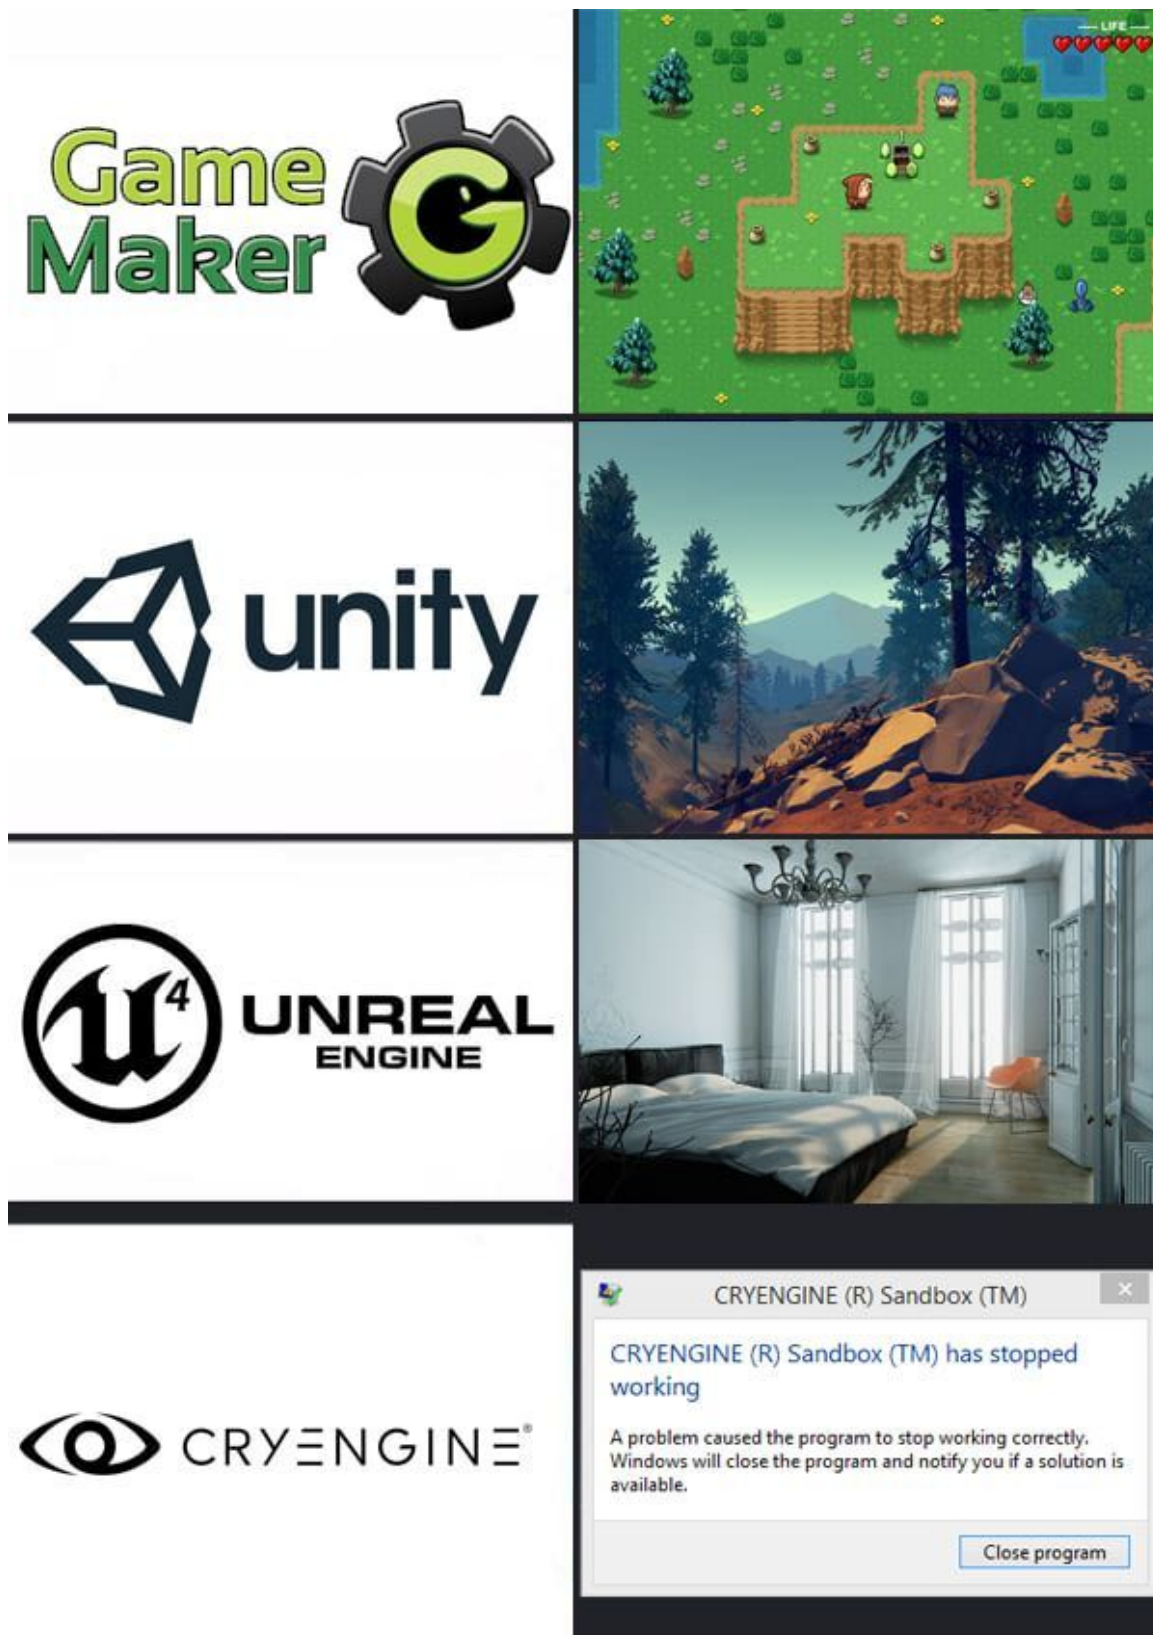 Game
Maker
LIFE
unity
U4
UNREAL
ENGINE
CRYENGINE®
CRYENGINE (R) Sandbox (TM)
CRYENGINE (R) Sandbox (TM) has stopped
working
A problem caused the program to stop working correctly.
Windows will close the program and notify you if a solution is
available.
Close program